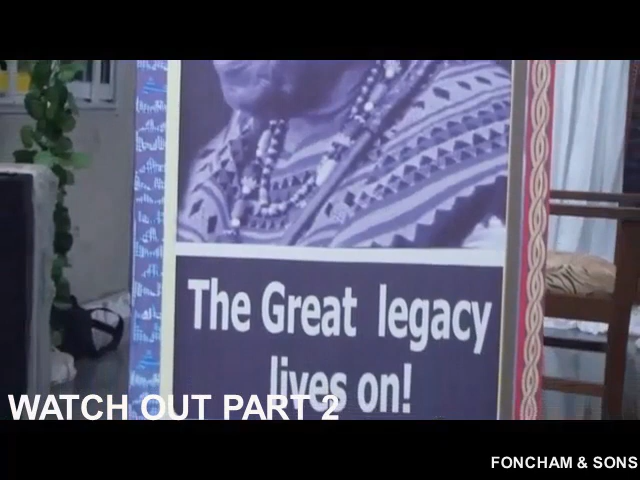 The Great legacy
lives on!
WATCH OUT PART 2
FONCHAM & SONS